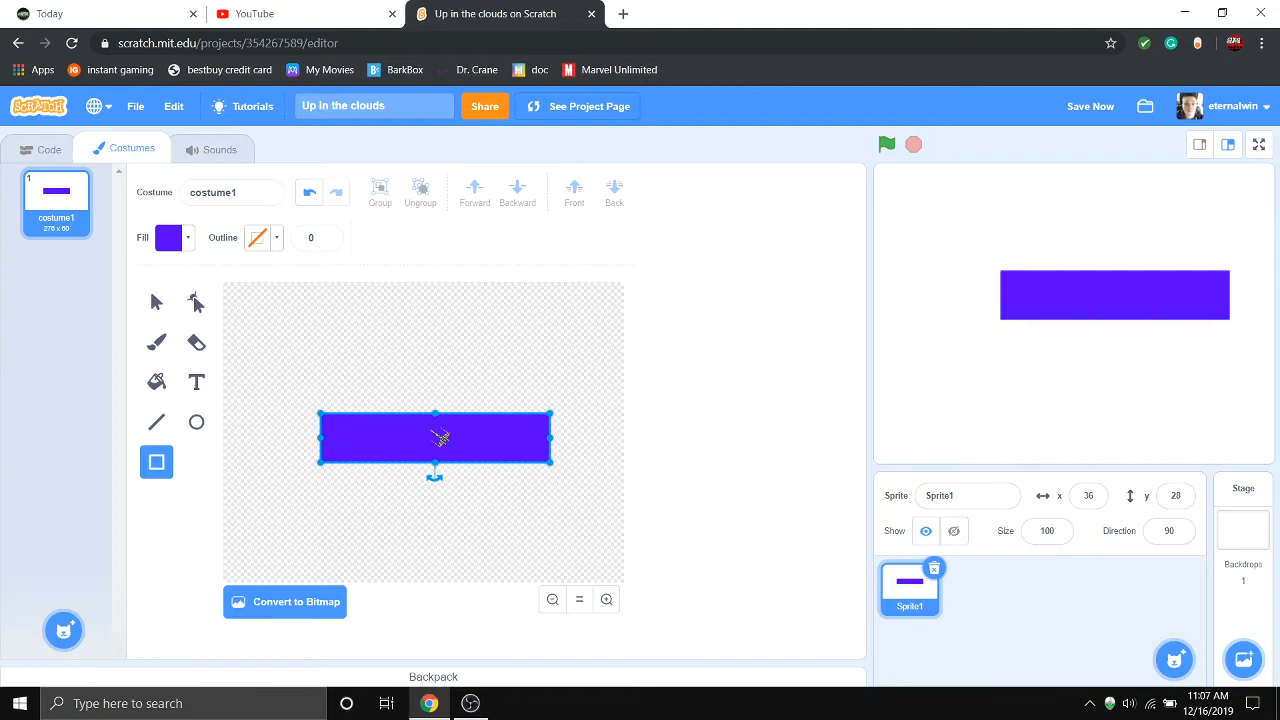 Today
YouTube
Up in the clouds on Scratch
scratch.mit.edu/projects/354267589/editor
Apps
instant gaming
bestbuy credit card
My Movies
BarkBox
Dr. Crane
doc
Marvel Unlimited
SCRATCH
File
Edit
Tutorials
Up in the clouds
Share
See Project Page
Save Now
eternalwin
Code
Costumes
Sounds
1
costume1
276 x 60
Costume
costume1
Group
Ungroup
Forward
Backward
Front
Back
Fill
Outline
0
T
Convert to Bitmap
Sprite
Sprite1
x
36
y
28
Show
Size
100
Direction
90
Sprite1
Stage
Backdrops
1
Backpack
Type here to search
11:07 AM
12/16/2019